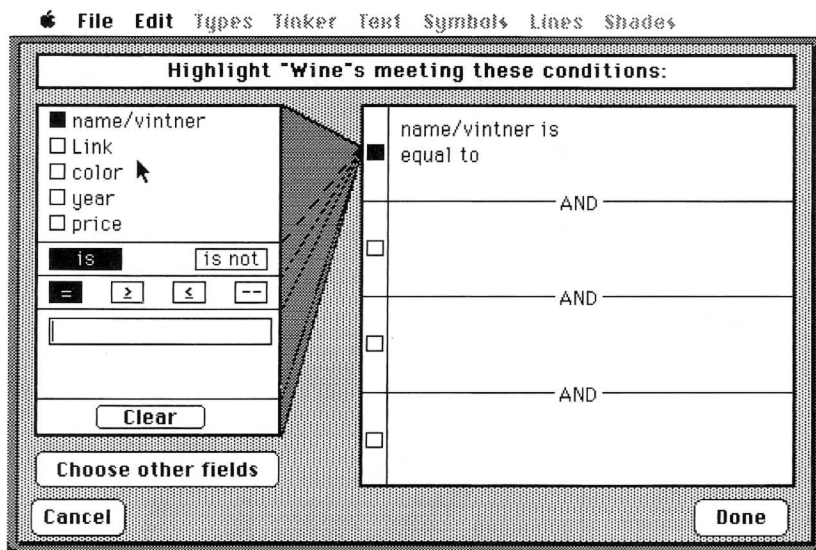 File Edit Types Tinker Text Symbols Lines Shades
Highlight "Wine"s meeting these conditions:
name/vintner
Link
color
year
price
is is not
= ≥ ≤ --
Clear
Choose other fields
Cancel
name/vintner is
equal to
AND
AND
AND
Done